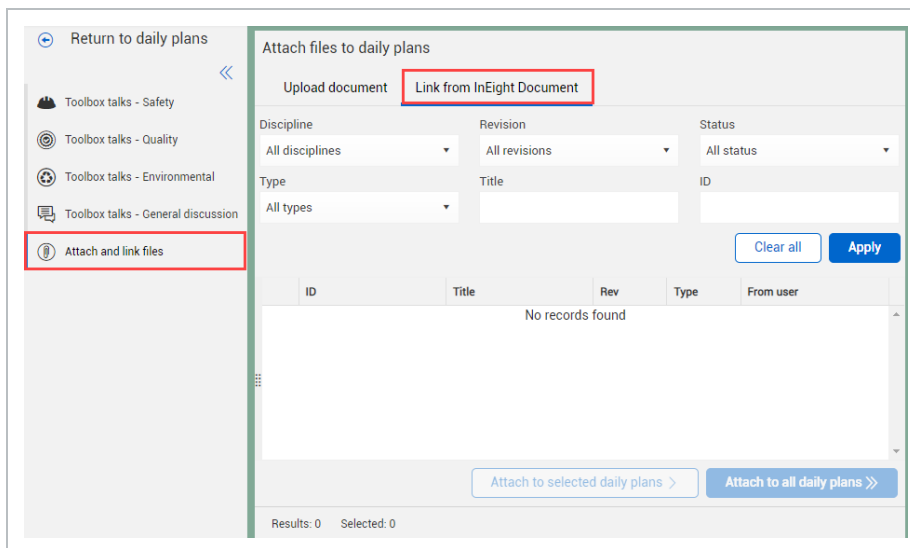 Return to daily plans
Toolbox talks - Safety
Toolbox talks - Quality
Toolbox talks - Environmental
Toolbox talks - General discussion
Attach and link files
Attach files to daily plans
Upload document Link from InEight Document
Discipline Revision Status
All disciplines All revisions All status
Type Title ID
All types
Clear all Apply
ID Title Rev Type From user
No records found
Attach to selected daily plans Attach to all daily plans
Results: 0 Selected: 0